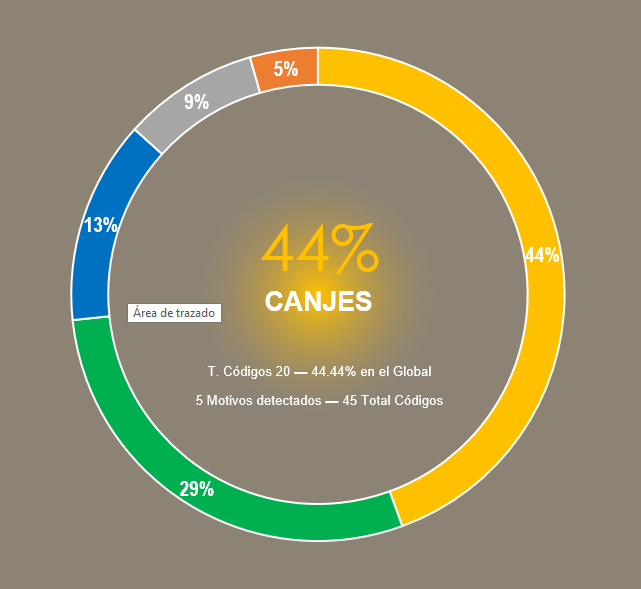 5%
9%
44%
13%
44%
CANJES
Área de trazado
T. Códigos 20 — 44.44% en el Global
5 Motivos detectados — 45 Total Códigos
29%